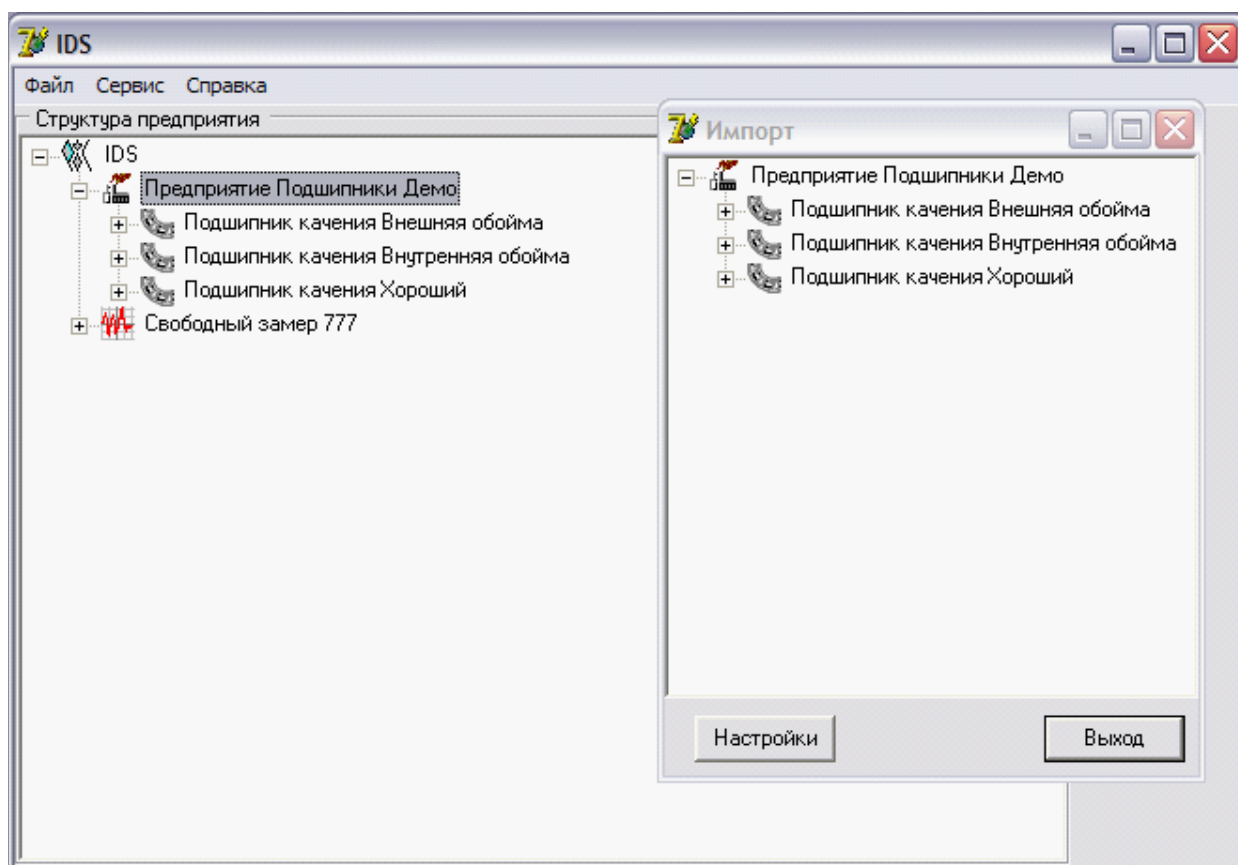 IDS
Файл Сервис Справка
Структура предприятия
IDS
Предприятие Подшипники Демо
Подшипник качения Внешняя обойма
Подшипник качения Внутренняя обойма
Подшипник качения Хороший
Свободный замер 777
Импорт
Предприятие Подшипники Демо
Подшипник качения Внешняя обойма
Подшипник качения Внутренняя обойма
Подшипник качения Хороший
Настройки
Выход